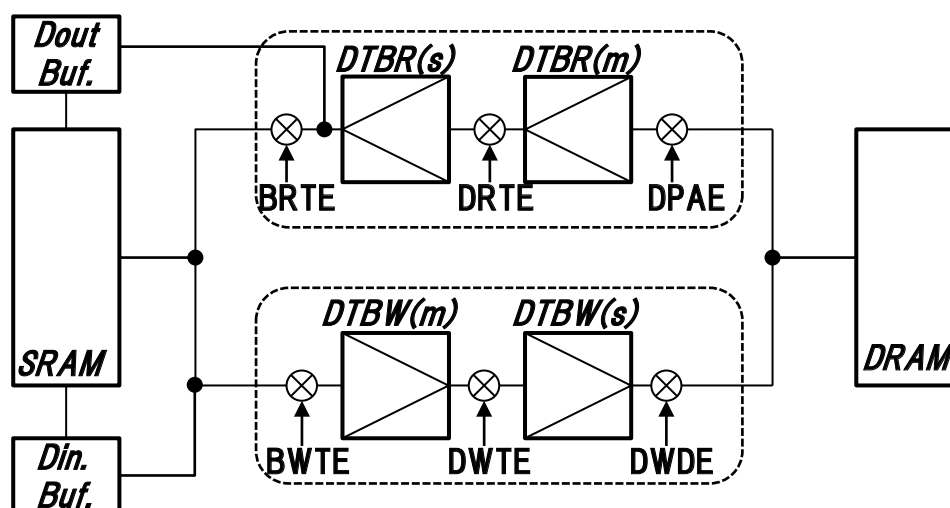 Dout
Buf.
DTBR(s)
DTBR(m)
BRTE
DRTE
DPAE
SRAM
DTBW(m)
DTBW(s)
DRAM
Din.
Buf.
BWTE
DWTE
DWDE